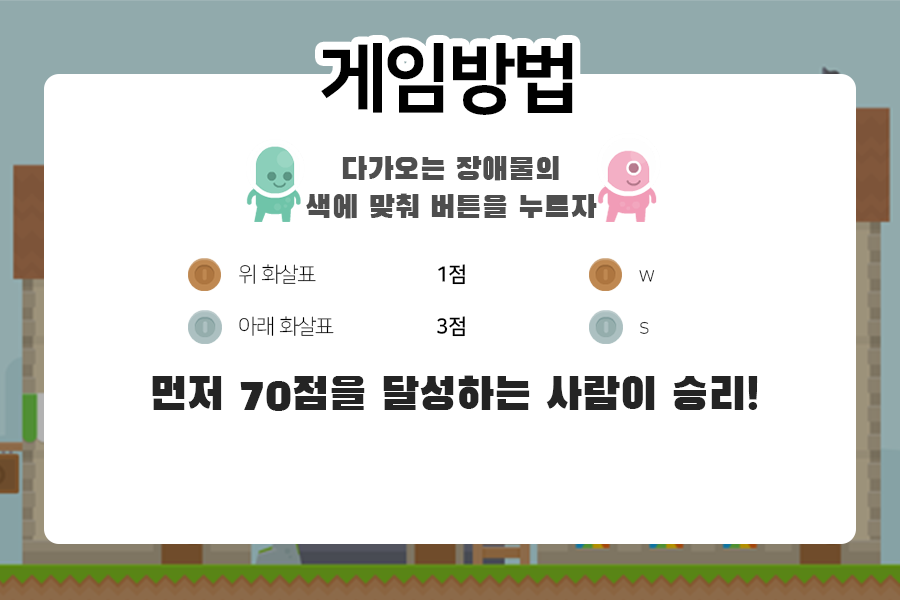 게임방법
다가오는 장애물의
색에 맞춰 버튼을 누르자
위 화살표 1점 w
아래 화살표 3점 s
먼저 70점을 달성하는 사람이 승리!